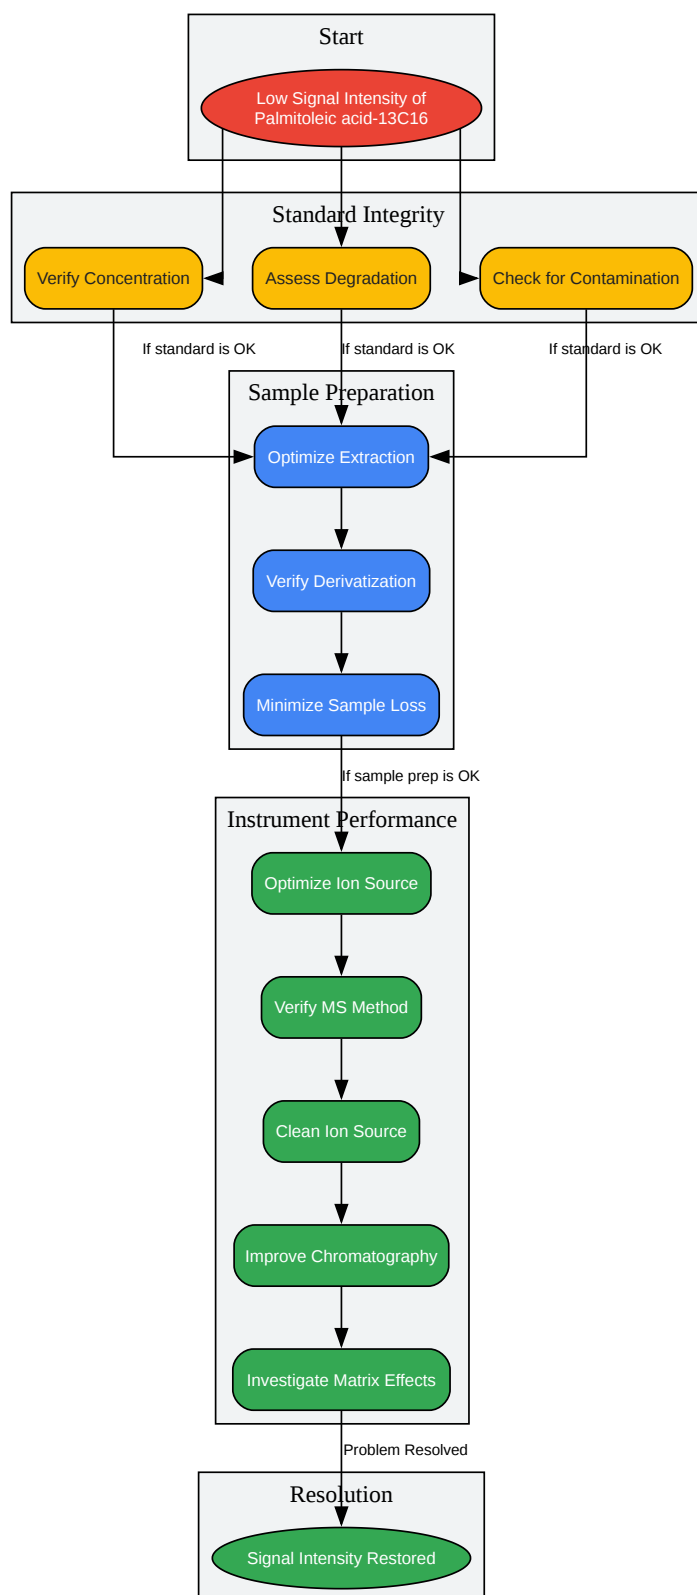 Start
Low Signal Intensity of
Palmitoleic acid-13C16
Standard Integrity
Verify Concentration
Assess Degradation
Check for Contamination
If standard is OK
If standard is OK
If standard is OK
Sample Preparation
Optimize Extraction
Verify Derivatization
Minimize Sample Loss
If sample prep is OK
Instrument Performance
Optimize Ion Source
Verify MS Method
Clean Ion Source
Improve Chromatography
Investigate Matrix Effects
Problem Resolved
Resolution
Signal Intensity Restored